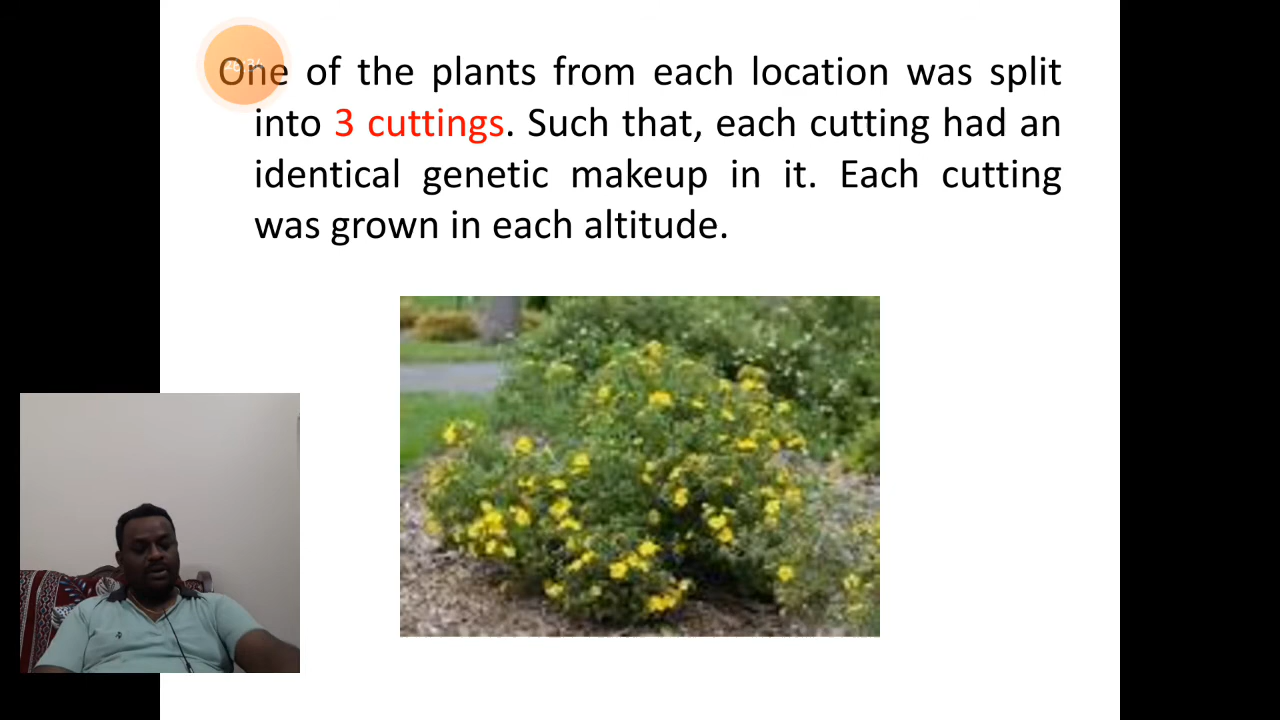 One of the plants from each location was split
into 3 cuttings. Such that, each cutting had an
identical genetic makeup in it. Each cutting
was grown in each altitude.